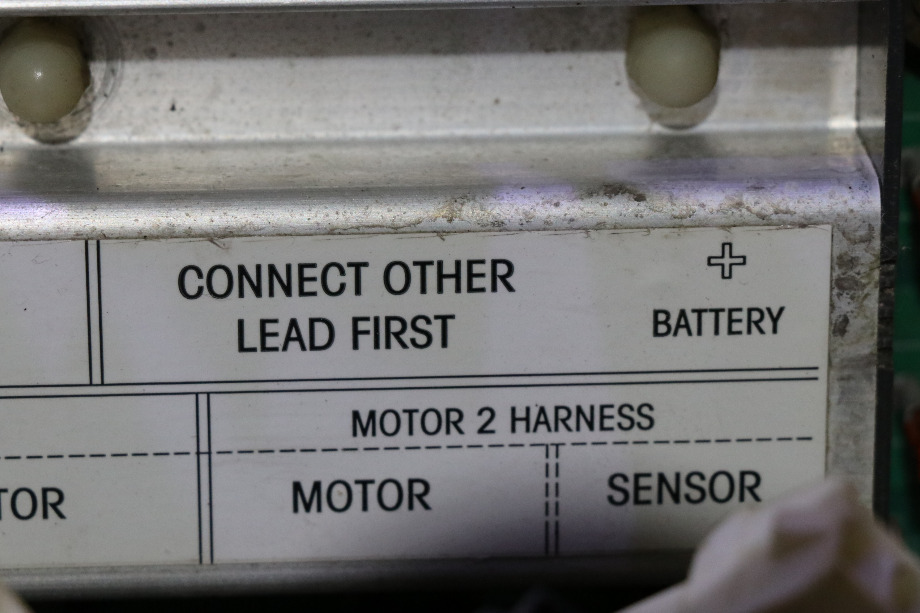 CONNECT OTHER
LEAD FIRST
+
BATTERY
MOTOR 2 HARNESS
TOR
MOTOR
SENSOR